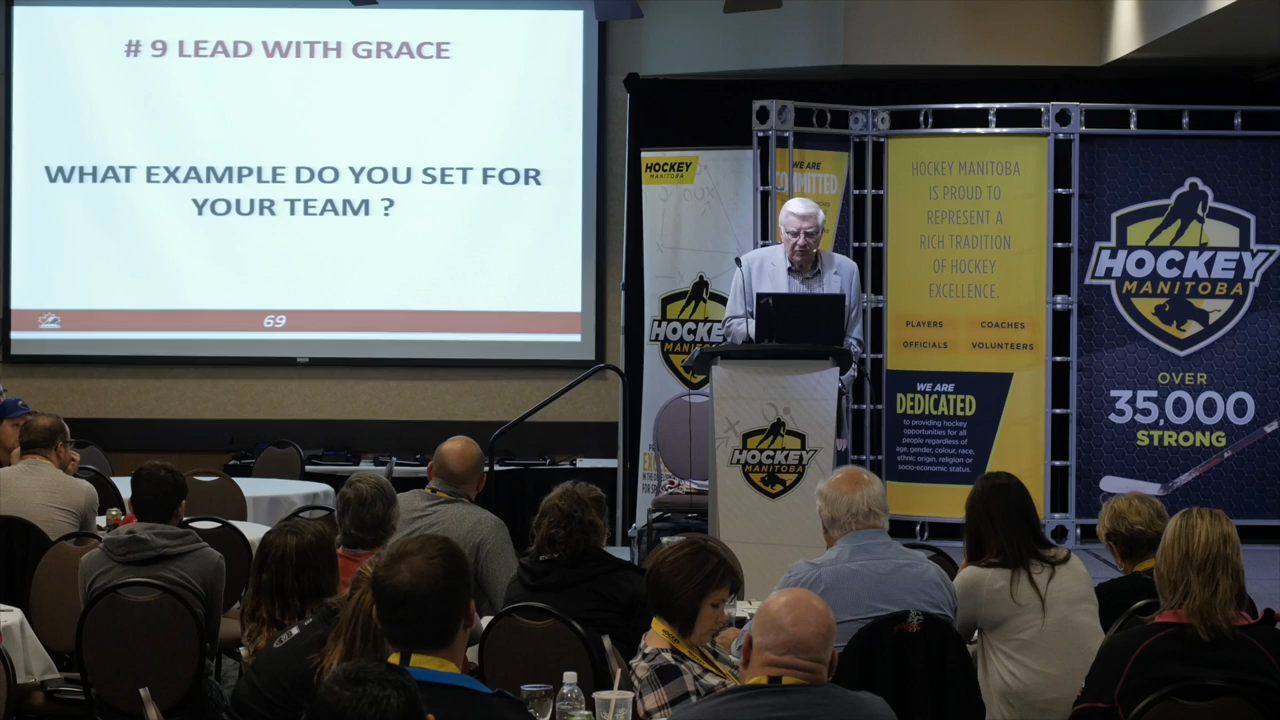 # 9 LEAD WITH GRACE
WHAT EXAMPLE DO YOU SET FOR
YOUR TEAM ?
69
HOCKEY
MANITOBA
WE ARE
COMMITTED
HOCKEY MANITOBA
IS PROUD TO
REPRESENT A
RICH TRADITION
OF HOCKEY
EXCELLENCE.
PLAYERS COACHES
OFFICIALS VOLUNTEERS
WE ARE
DEDICATED
to providing hockey
opportunities for all
people regardless of
age, gender, colour, race,
ethnic origin, religion or
socio-economic status.
HOCKEY
MANITOBA
OVER
35,000
STRONG
HOCKE
MANIT
HOCKEY
MANITOBA